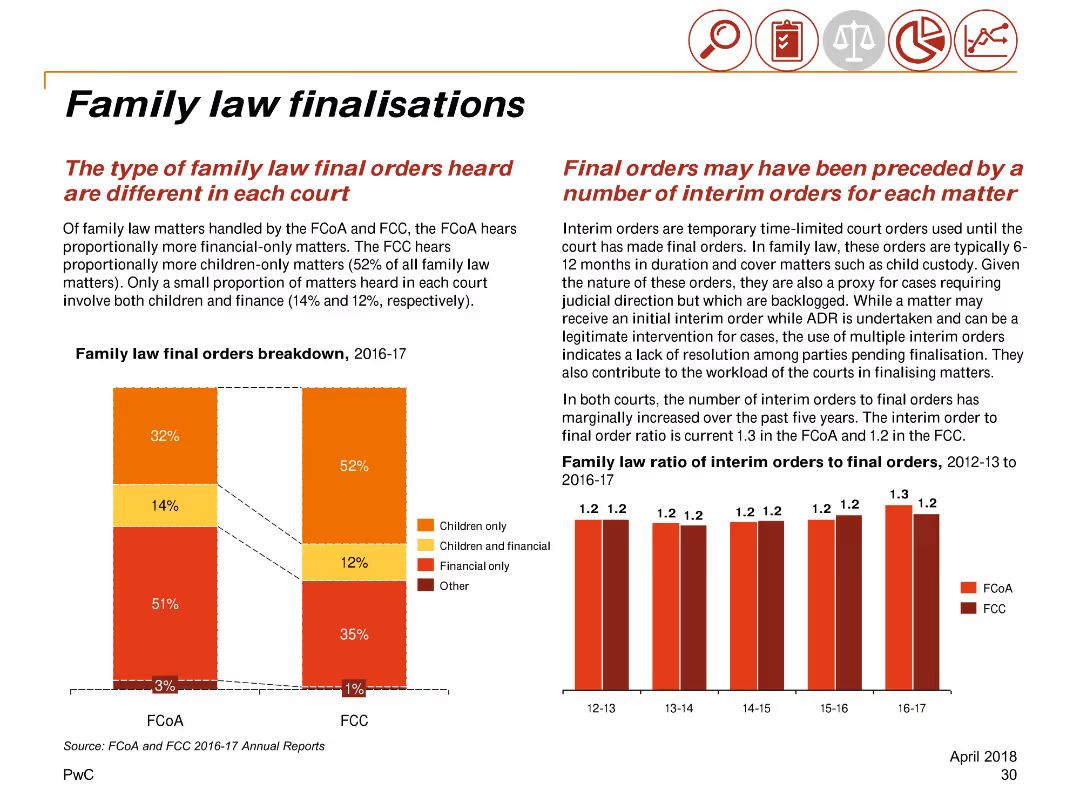 Family law finalisations
The type of family law final orders heard
are different in each court
Of family law matters handled by the FCoA and FCC, the FCoA hears
proportionally more financial-only matters. The FCC hears
proportionally more children-only matters (52% of all family law
matters). Only a small proportion of matters heard in each court
involve both children and finance (14% and 12%, respectively).
Family law final orders breakdown, 2016-17
32%
14%
51%
3%
52%
12%
35%
1%
FCoA
FCC
Children only
Children and financial
Financial only
Other
Source: FCoA and FCC 2016-17 Annual Reports
Final orders may have been preceded by a
number of interim orders for each matter
Interim orders are temporary time-limited court orders used until the
court has made final orders. In family law, these orders are typically 6-
12 months in duration and cover matters such as child custody. Given
the nature of these orders, they are also a proxy for cases requiring
judicial direction but which are backlogged. While a matter may
receive an initial interim order while ADR is undertaken and can be a
legitimate intervention for cases, the use of multiple interim orders
indicates a lack of resolution among parties pending finalisation. They
also contribute to the workload of the courts in finalising matters.
In both courts, the number of interim orders to final orders has
marginally increased over the past five years. The interim order to
final order ratio is current 1.3 in the FCoA and 1.2 in the FCC.
Family law ratio of interim orders to final orders, 2012-13 to
2016-17
1.2 1.2
1.2 1.2
1.2 1.2
1.2 1.2
1.3 1.2
12-13
13-14
14-15
15-16
16-17
FCoA
FCC
PwC
April 2018
30